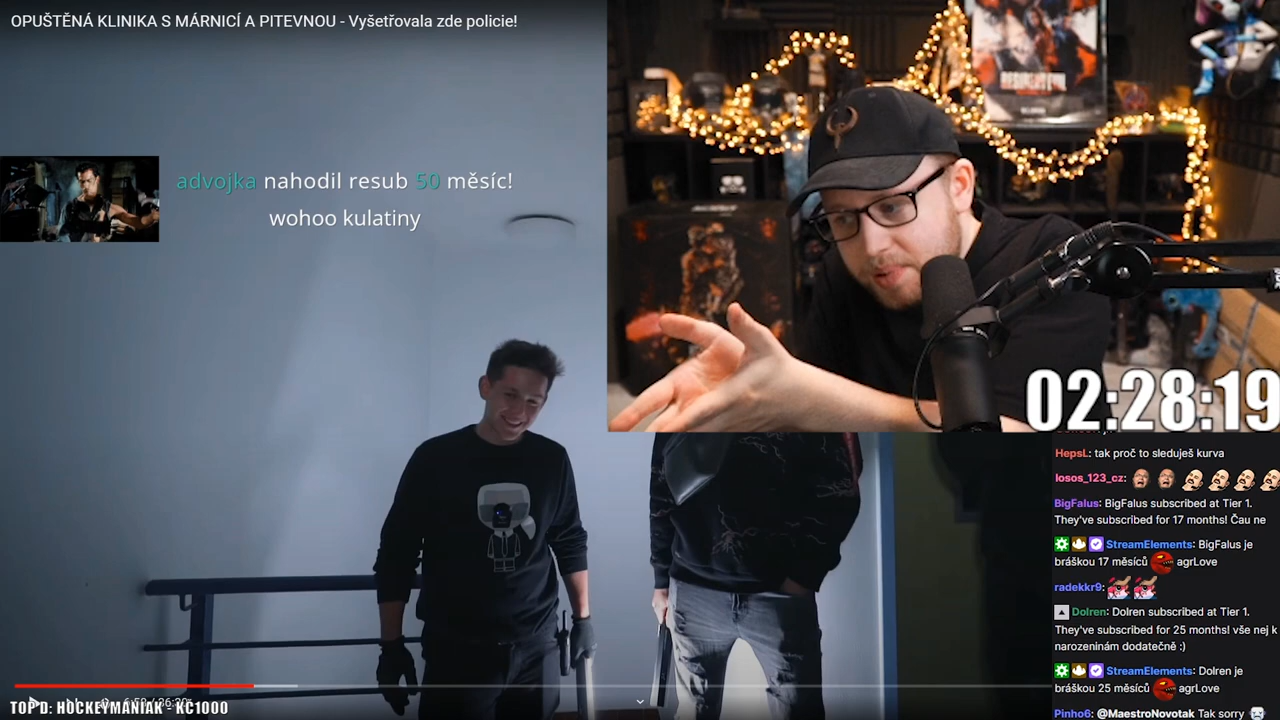 OPUŠTĚNÁ KLINIKA S MÁRNICÍ A PITEVNOU - Vyšetřovala zde policie!
RESIDENT EVIL
advojka nahodil resub 50 měsíc!
wohoo kulatiny
02:28:19
HepsL: tak proč to sleduješ kurva
losos_123_cz:
BigFalus: BigFalus subscribed at Tier 1.
They've subscribed for 17 months! Čau ne
StreamElements: BigFalus je
bráškou 17 měsíců agrLove
radekkr9:
Dolren: Dolren subscribed at Tier 1.
They've subscribed for 25 months! vše nej k
narozeninám dodatečně :)
StreamElements: Dolren je
bráškou 25 měsíců agrLove
Pinho6: @MaestroNovotak Tak sorry
TOP D: HOCKEYMANIAK - KČ1000